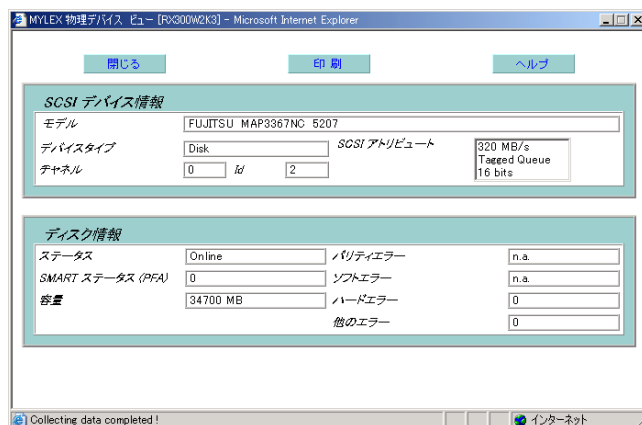 MYLEX 物理デバイス ビュー [RX300W2K3] - Microsoft Internet Explorer
閉じる 印刷 ヘルプ
SCSI デバイス情報
モデル FUJITSU MAP3367NC 5207
デバイスタイプ Disk SCSI アトリビュート 320 MB/s
Tagged Queue
チャネル 0 Id 2 16 bits
ディスク情報
ステータス Online パリティエラー n.a.
SMART ステータス (PFA) 0 ソフトエラー n.a.
容量 34700 MB ハードエラー 0
他のエラー 0
Collecting data completed ! インターネット